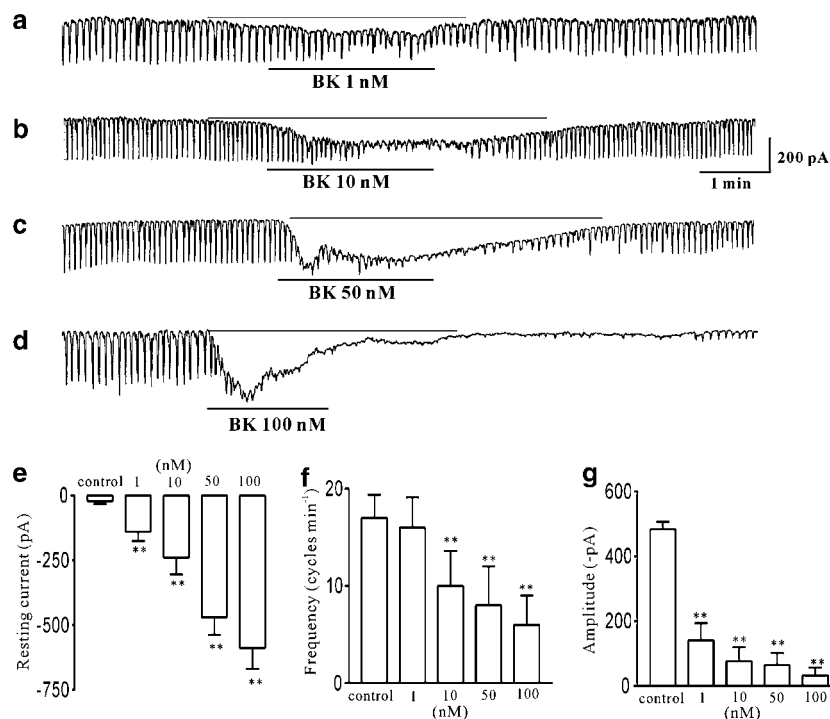 a
BK 1 nM
b
BK 10 nM
200 pA
1 min
c
BK 50 nM
d
BK 100 nM
e
(nM)
control 1 10 50 100
0
-250
-500
-750
Resting current (pA)
** ** ** **
f
20
10
0
Frequency (cycles min⁻¹)
** ** **
control 1 10 50 100
(nM)
g
600
400
200
0
Amplitude (-pA)
** ** ** **
control 1 10 50 100
(nM)